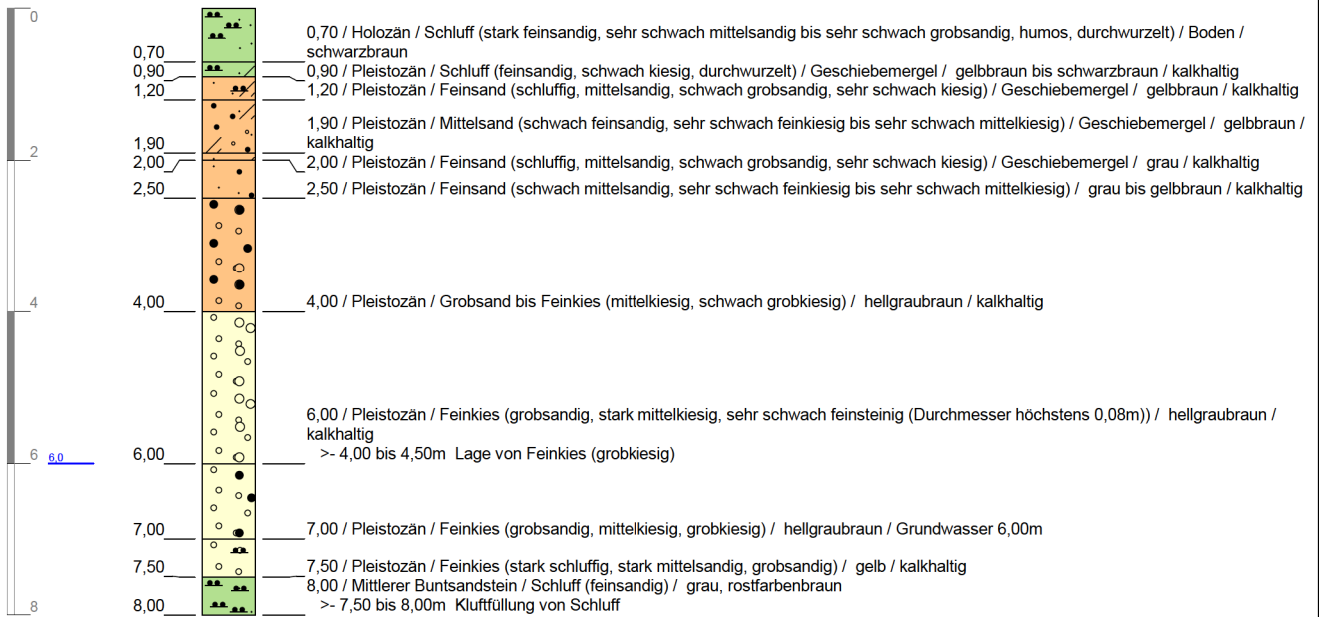 0
0,70 / Holozän / Schluff (stark feinsandig, sehr schwach mittelsandig bis sehr schwach grobsandig, humos, durchwurzelt) / Boden /
schwarzbraun
0,70
0,90 / Pleistozän / Schluff (feinsandig, schwach kiesig, durchwurzelt) / Geschiebemergel / gelbbraun bis schwarzbraun / kalkhaltig
0,90
1,20 / Pleistozän / Feinsand (schluffig, mittelsandig, schwach grobsandig, sehr schwach kiesig) / Geschiebemergel / gelbbraun / kalkhaltig
1,20
1,90 / Pleistozän / Mittelsand (schwach feinsandig, sehr schwach feinkiesig bis sehr schwach mittelkiesig) / Geschiebemergel / gelbbraun /
kalkhaltig
1,90
2
2,00 / Pleistozän / Feinsand (schluffig, mittelsandig, schwach grobsandig, sehr schwach kiesig) / Geschiebemergel / grau / kalkhaltig
2,00
2,50 / Pleistozän / Feinsand (schwach mittelsandig, sehr schwach feinkiesig bis sehr schwach mittelkiesig) / grau bis gelbbraun / kalkhaltig
2,50
4
4,00
4,00 / Pleistozän / Grobsand bis Feinkies (mittelkiesig, schwach grobkiesig) / hellgraubraun / kalkhaltig
6,00 / Pleistozän / Feinkies (grobsandig, stark mittelkiesig, sehr schwach feinsteinig (Durchmesser höchstens 0,08m)) / hellgraubraun /
kalkhaltig
>- 4,00 bis 4,50m Lage von Feinkies (grobkiesig)
6
6,0
6,00
7,00
7,00 / Pleistozän / Feinkies (grobsandig, mittelkiesig, grobkiesig) / hellgraubraun / Grundwasser 6,00m
7,50
7,50 / Pleistozän / Feinkies (stark schluffig, stark mittelsandig, grobsandig) / gelb / kalkhaltig
8,00 / Mittlerer Buntsandstein / Schluff (feinsandig) / grau, rostfarbenbraun
>- 7,50 bis 8,00m Kluftfüllung von Schluff
8
8,00